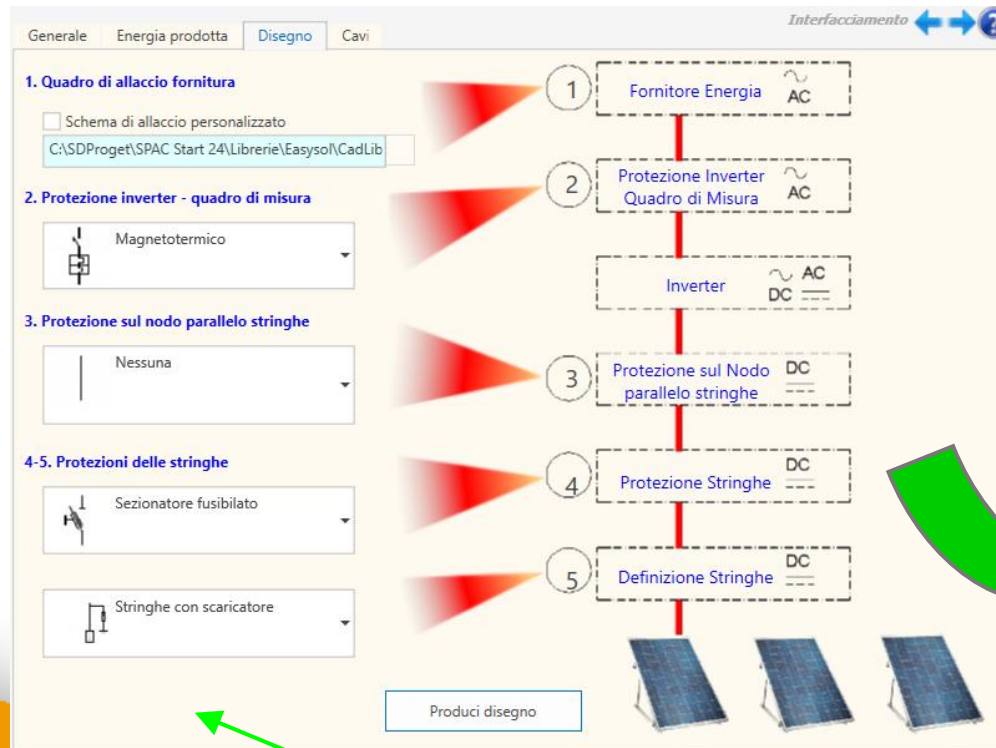 Interfacciamento
Generale Energia prodotta Disegno Cavi
1. Quadro di allaccio fornitura
Schema di allaccio personalizzato
C:\SDProget\SPAC Start 24\Librerie\Easysol\CadLib
2. Protezione inverter - quadro di misura
Magnetotermico
3. Protezione sul nodo parallelo stringhe
Nessuna
4-5. Protezioni delle stringhe
Sezionatore fusibilato
Stringhe con scaricatore
Produci disegno
1
Fornitore Energia
AC
2
Protezione Inverter
Quadro di Misura
AC
Inverter
AC
DC
3
Protezione sul Nodo
parallelo stringhe
DC
4
Protezione Stringhe
DC
5
Definizione Stringhe
DC
?